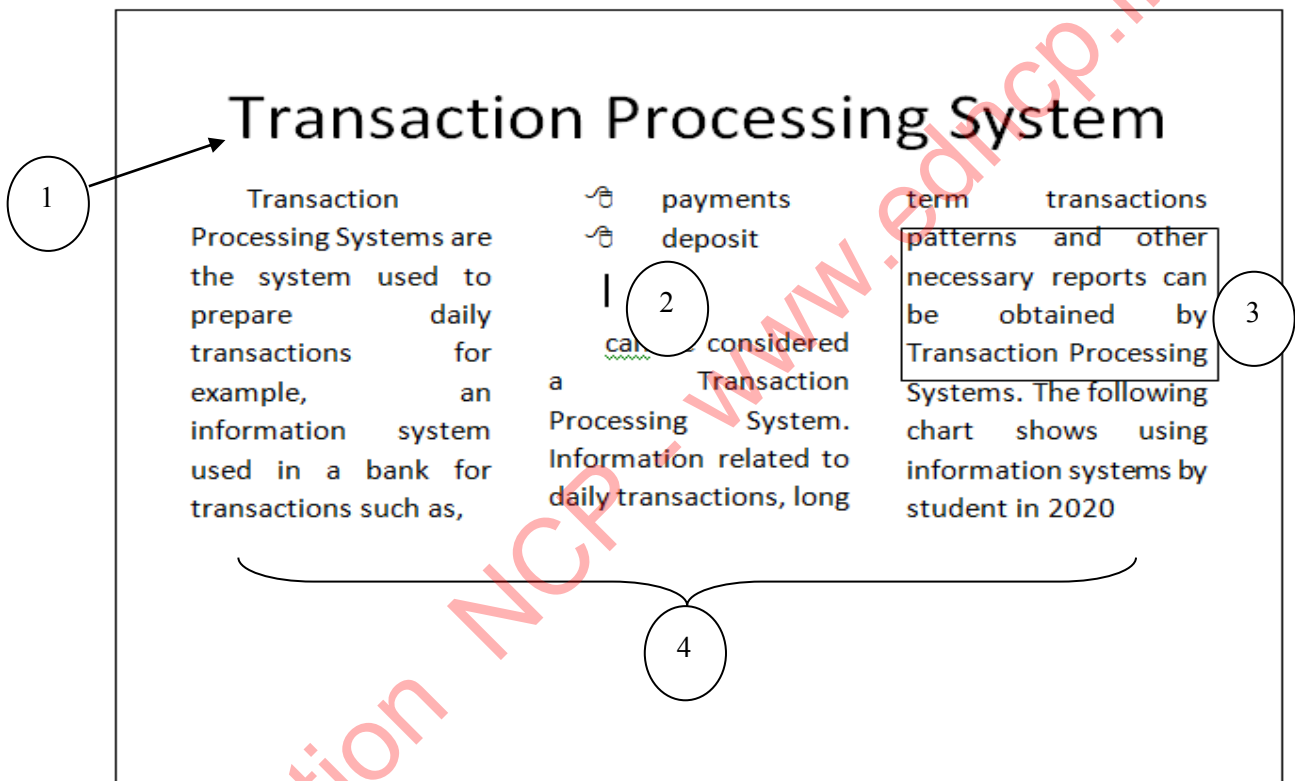 Transaction Processing System
1
Transaction
Processing Systems are
the system used to
prepare daily
transactions for
example, an
information system
used in a bank for
transactions such as,
payments
deposit
2
considered
a Transaction
Processing System.
Information related to
daily transactions, long
term transactions
patterns and other
necessary reports can
be obtained by
Transaction Processing
Systems. The following
chart shows using
information systems by
student in 2020
3
4
NCP - www.edncp.